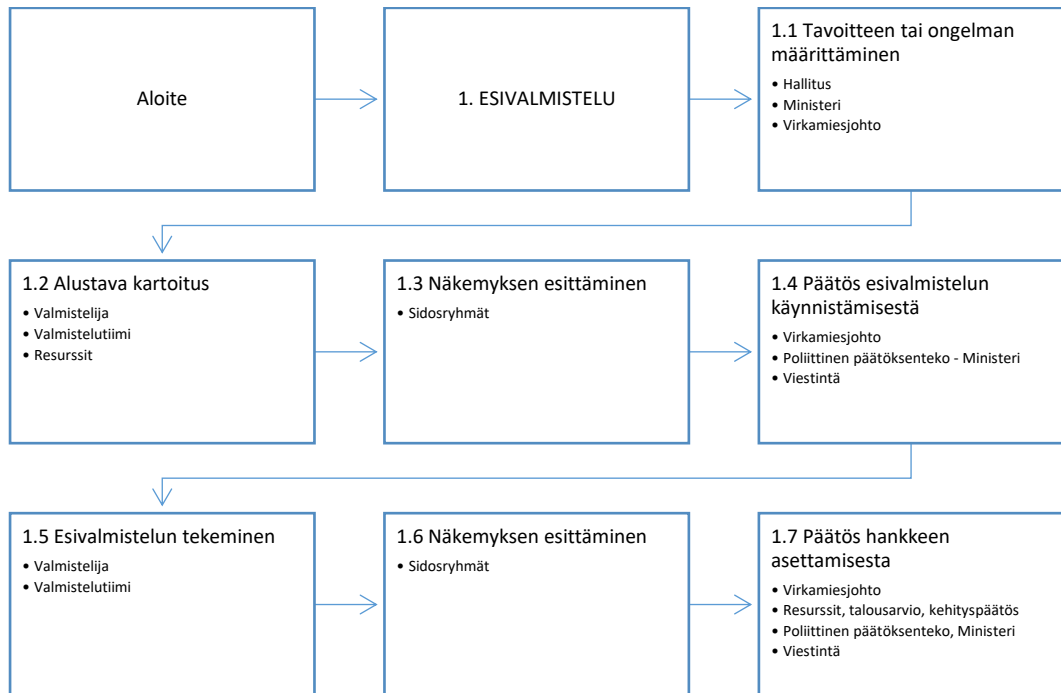 Aloite
1. ESIVALMISTELU
1.1 Tavoitteen tai ongelman
määrittäminen
• Hallitus
• Ministeri
• Virkamiesjohto
1.2 Alustava kartoitus
• Valmistelija
• Valmistelutiimi
• Resurssit
1.3 Näkemyksen esittäminen
• Sidosryhmät
1.4 Päätös esivalmistelun
käynnistämisestä
• Virkamiesjohto
• Poliittinen päätöksenteko - Ministeri
• Viestintä
1.5 Esivalmistelun tekeminen
• Valmistelija
• Valmistelutiimi
1.6 Näkemyksen esittäminen
• Sidosryhmät
1.7 Päätös hankkeen
asettamisesta
• Virkamiesjohto
• Resurssit, talousarvio, kehityspäätös
• Poliittinen päätöksenteko, Ministeri
• Viestintä